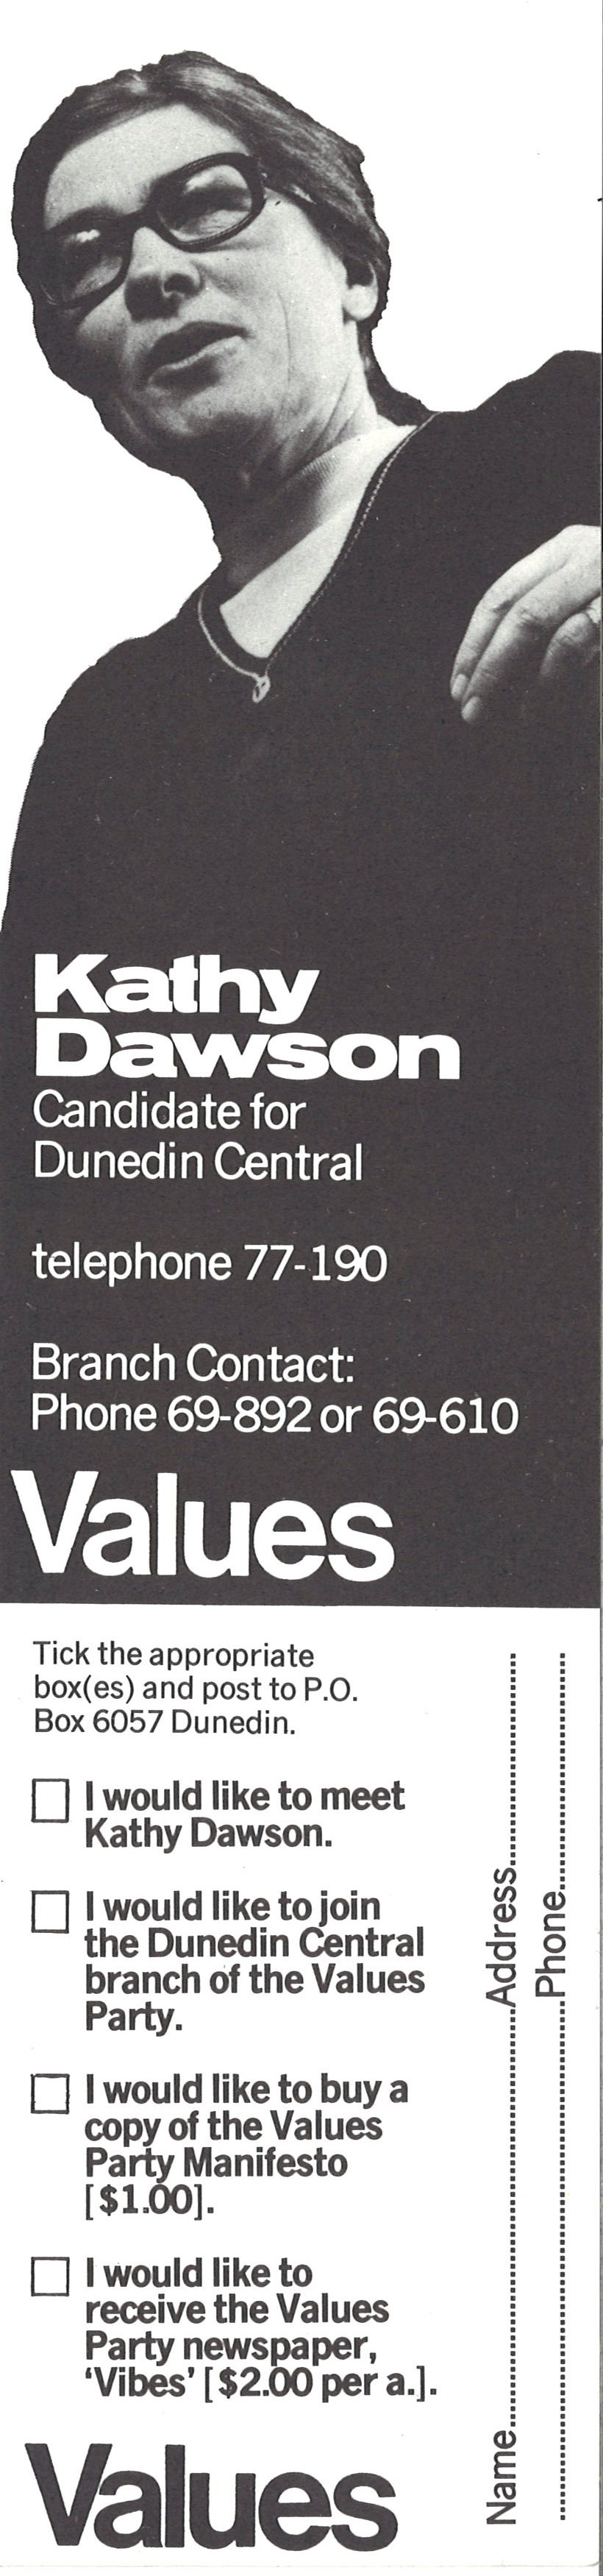 Kathy
Dawson
Candidate for
Dunedin Central
telephone 77-190
Branch Contact:
Phone 69-892 or 69-610
Values
Tick the appropriate
box(es) and post to P.O.
Box 6057 Dunedin.
I would like to meet
Kathy Dawson.
I would like to join
the Dunedin Central
branch of the Values
Party.
I would like to buy a
copy of the Values
Party Manifesto
[$1.00].
I would like to
receive the Values
Party newspaper,
‘Vibes’ [$2.00 per a.].
Values
Name........................Address........................
........................Phone........................